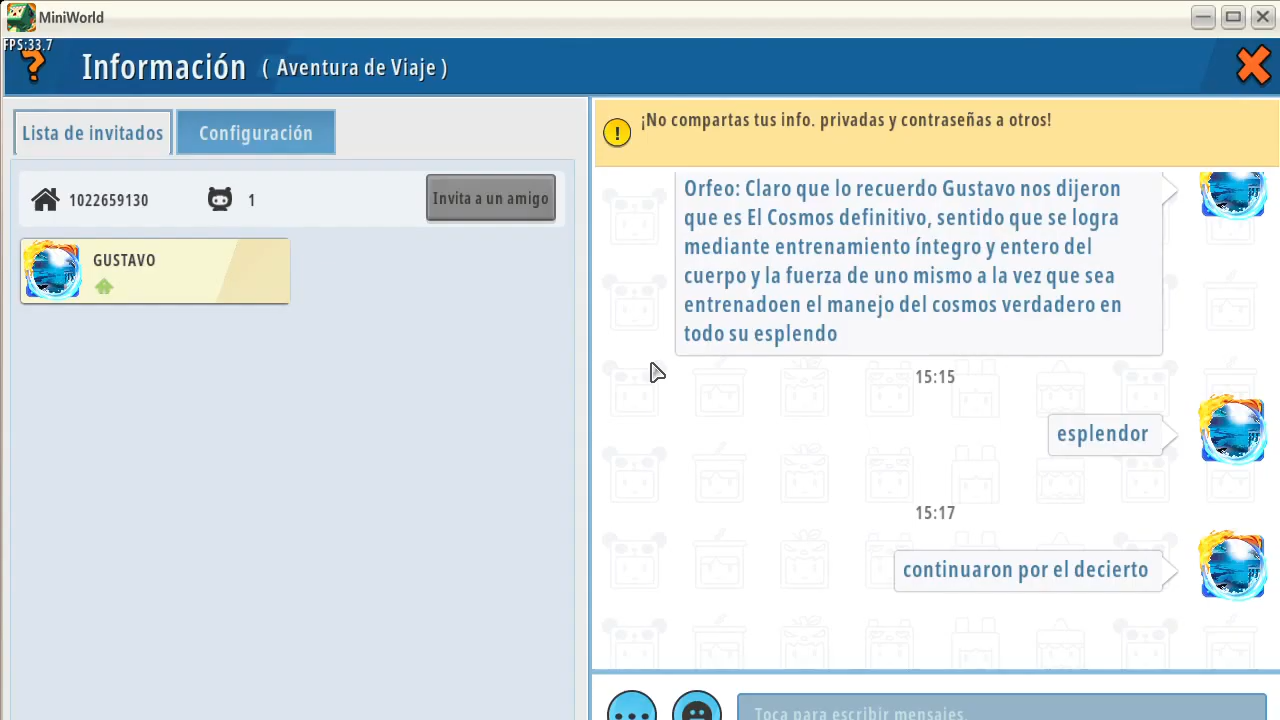 MiniWorld
FPS:33.7
Información ( Aventura de Viaje )
Lista de invitados
Configuración
1022659130
1
Invita a un amigo
GUSTAVO
¡No compartas tus info. privadas y contraseñas a otros!
Orfeo: Claro que lo recuerdo Gustavo nos dijeron
que es El Cosmos definitivo, sentido que se logra
mediante entrenamiento íntegro y entero del
cuerpo y la fuerza de uno mismo a la vez que sea
entrenadoen el manejo del cosmos verdadero en
todo su esplendo
15:15
esplendor
15:17
continuaron por el decierto
Toca para escribir mensajes.